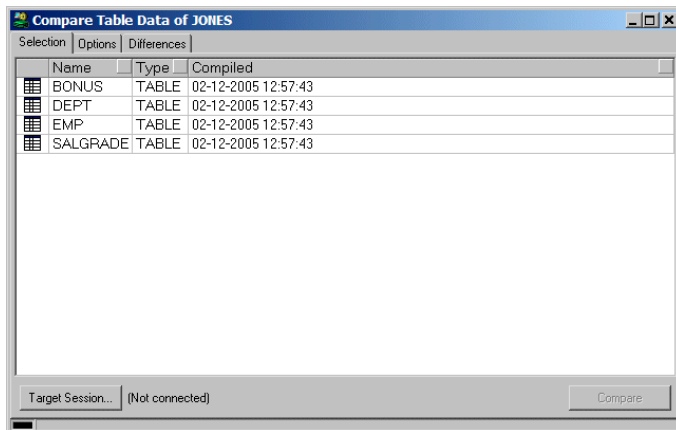 Compare Table Data of JONES
Selection Options Differences
Name Type Compiled
BONUS TABLE 02-12-2005 12:57:43
DEPT TABLE 02-12-2005 12:57:43
EMP TABLE 02-12-2005 12:57:43
SALGRADE TABLE 02-12-2005 12:57:43
Target Session... (Not connected) Compare